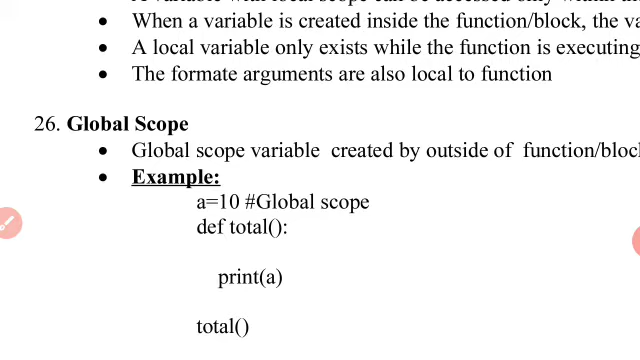 • When a variable is created inside the function/block, the
• A local variable only exists while the function is executing
• The formate arguments are also local to function
26. Global Scope
• Global scope variable created by outside of function/block
• Example:
a=10 #Global scope
def total():
print(a)
total()